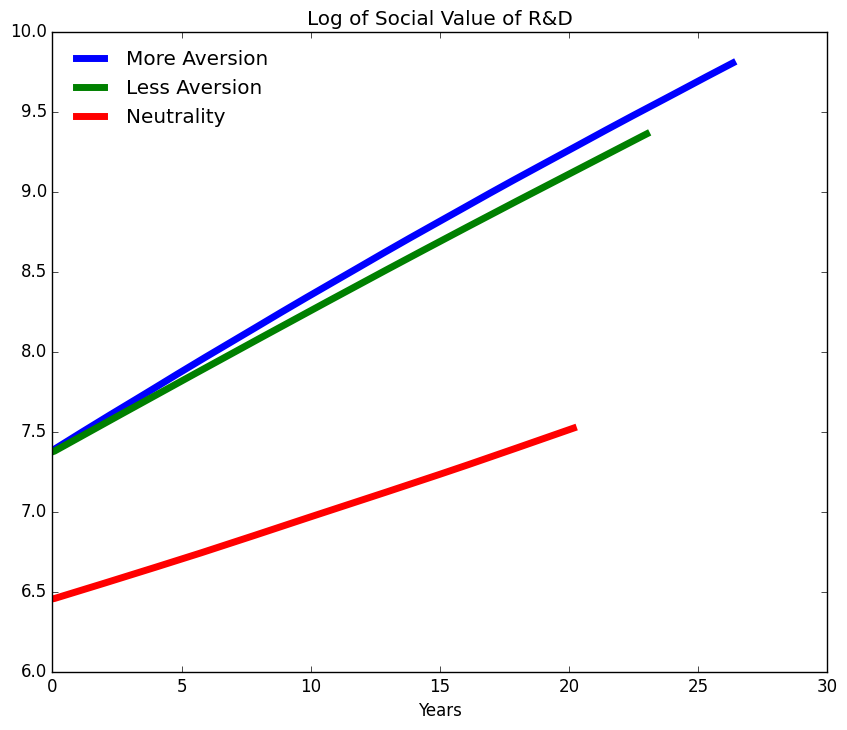 Log of Social Value of R&D
More Aversion
Less Aversion
Neutrality
10.0
9.5
9.0
8.5
8.0
7.5
7.0
6.5
6.0
0 5 10 15 20 25 30
Years